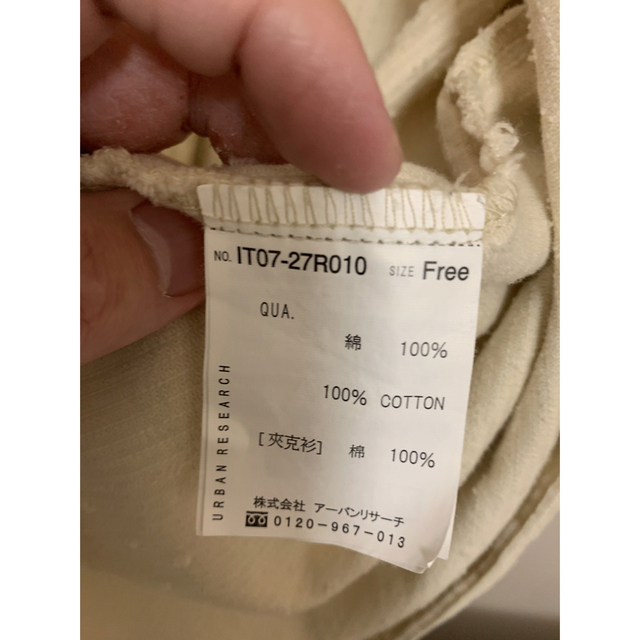 NO. IT07-27R010 SIZE Free
QUA.
綿 100%
100% COTTON
[夾克衫] 棉 100%
URBAN RESEARCH
株式会社 アーバンリサーチ
0120-967-013